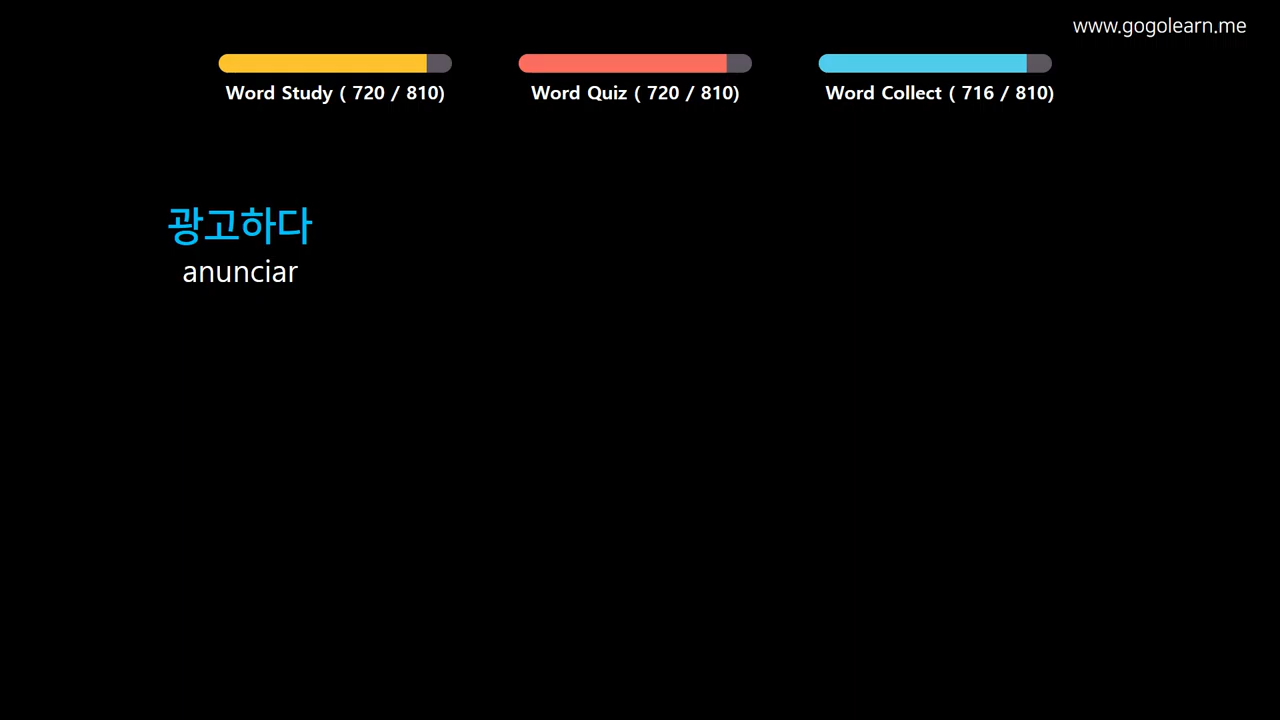 www.gogolearn.me
Word Study ( 720 / 810)
Word Quiz ( 720 / 810)
Word Collect ( 716 / 810)
광고하다
anunciar